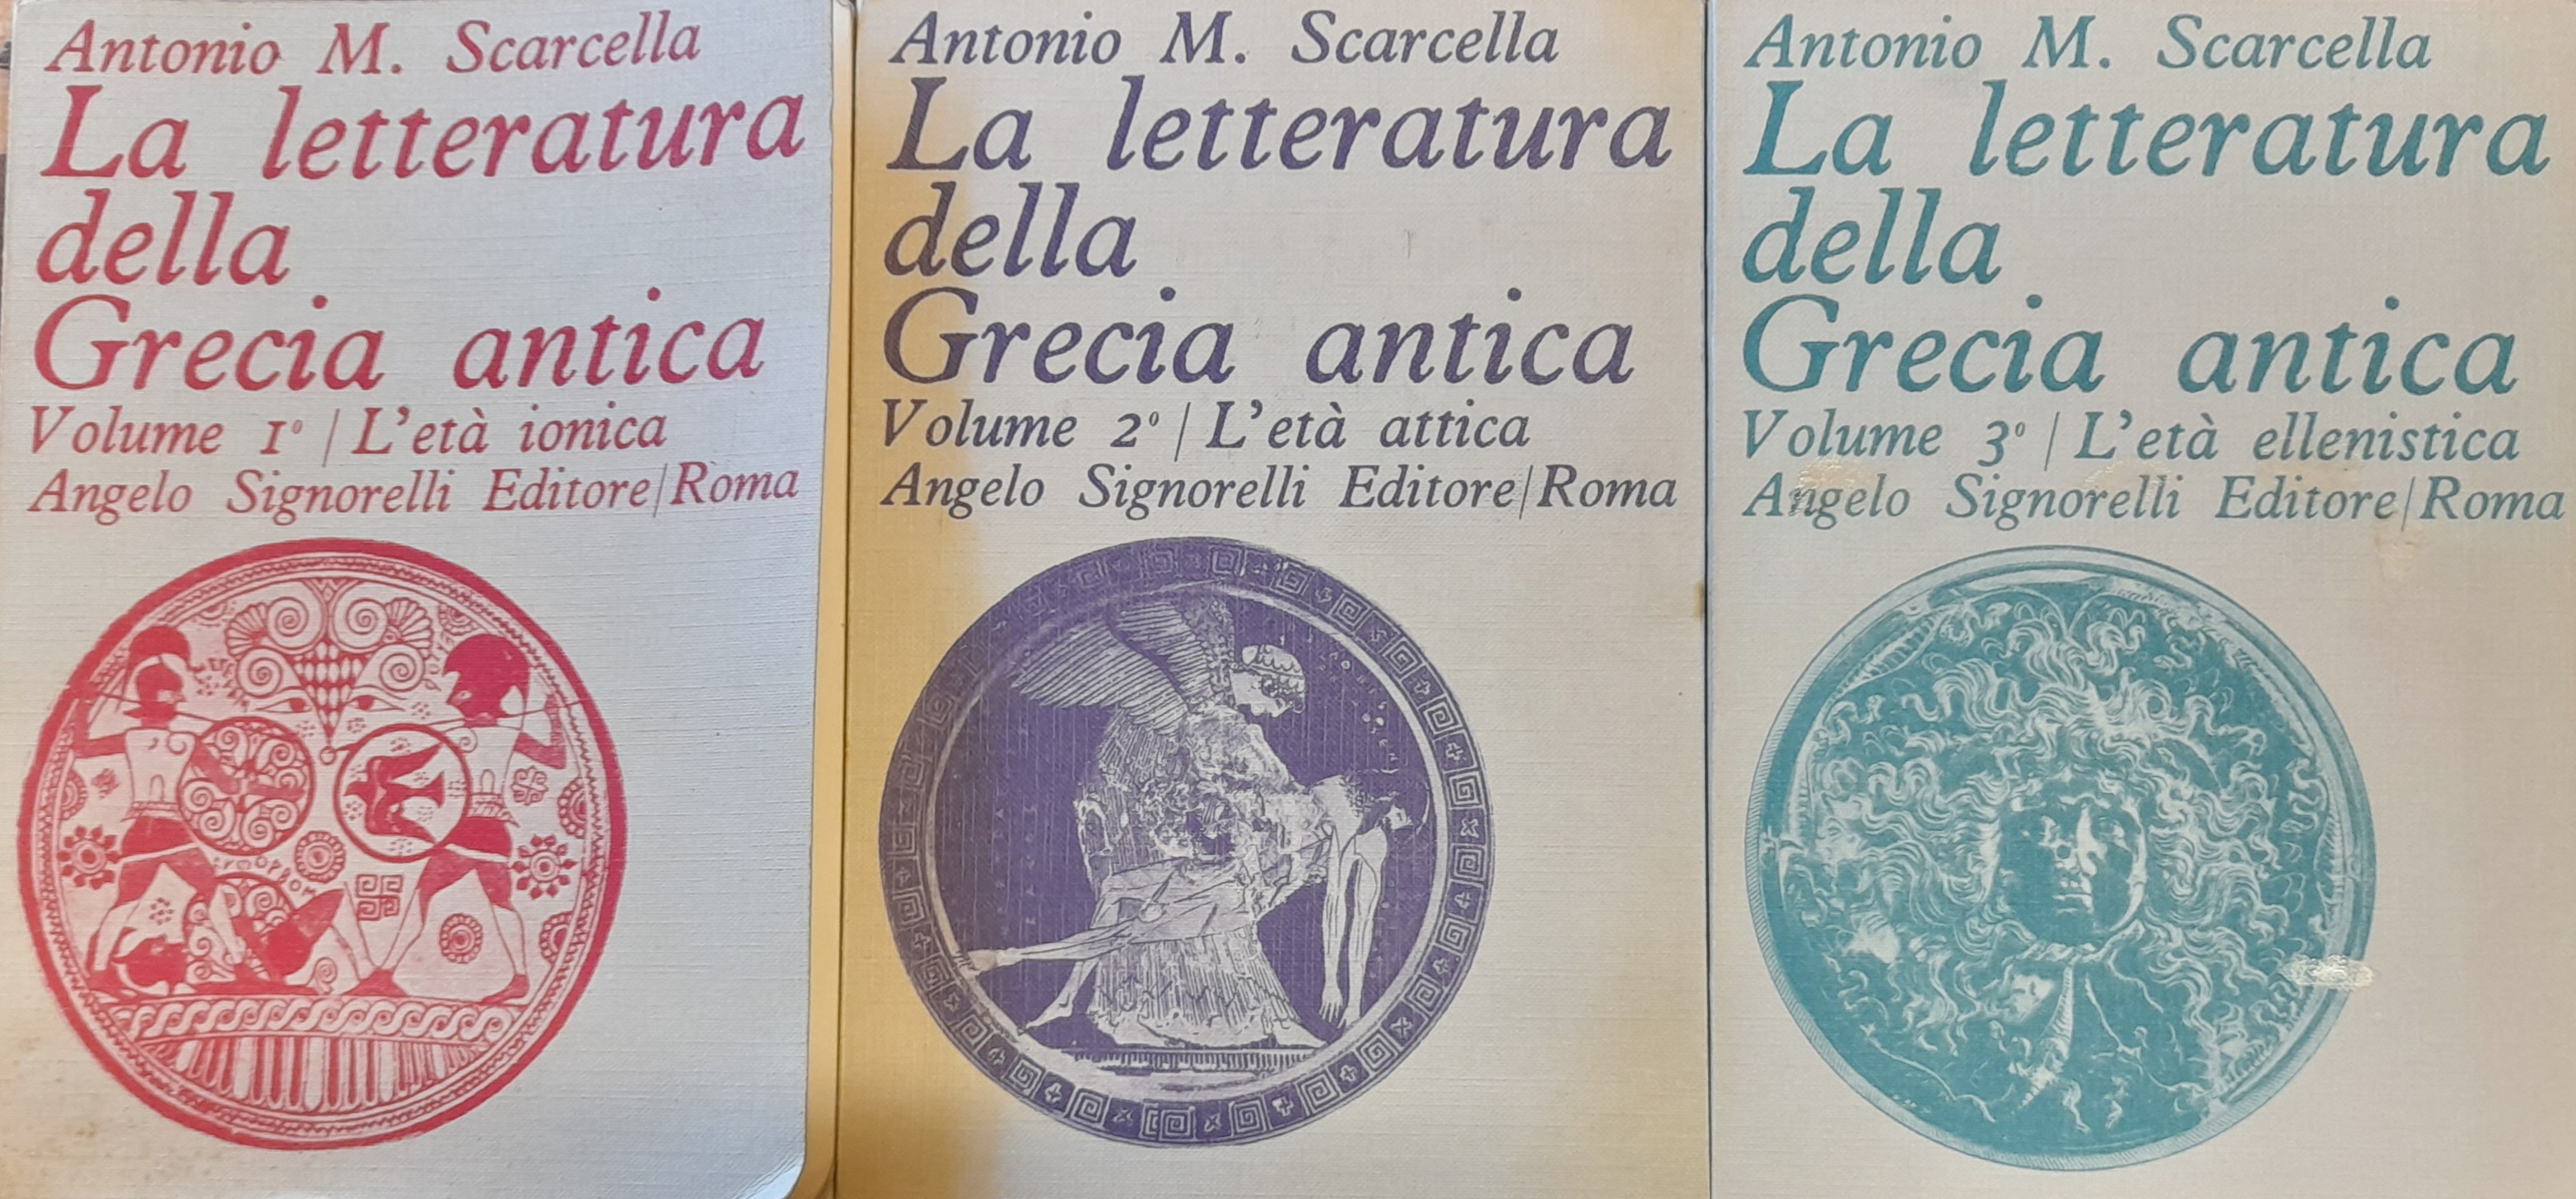 Antonio M. Scarcella
La letteratura
della
Grecia antica
Volume 1° | L'età ionica
Angelo Signorelli Editore | Roma
Antonio M. Scarcella
La letteratura
della
Grecia antica
Volume 2° | L'età attica
Angelo Signorelli Editore | Roma
Antonio M. Scarcella
La letteratura
della
Grecia antica
Volume 3° | L'età ellenistica
Angelo Signorelli Editore | Roma